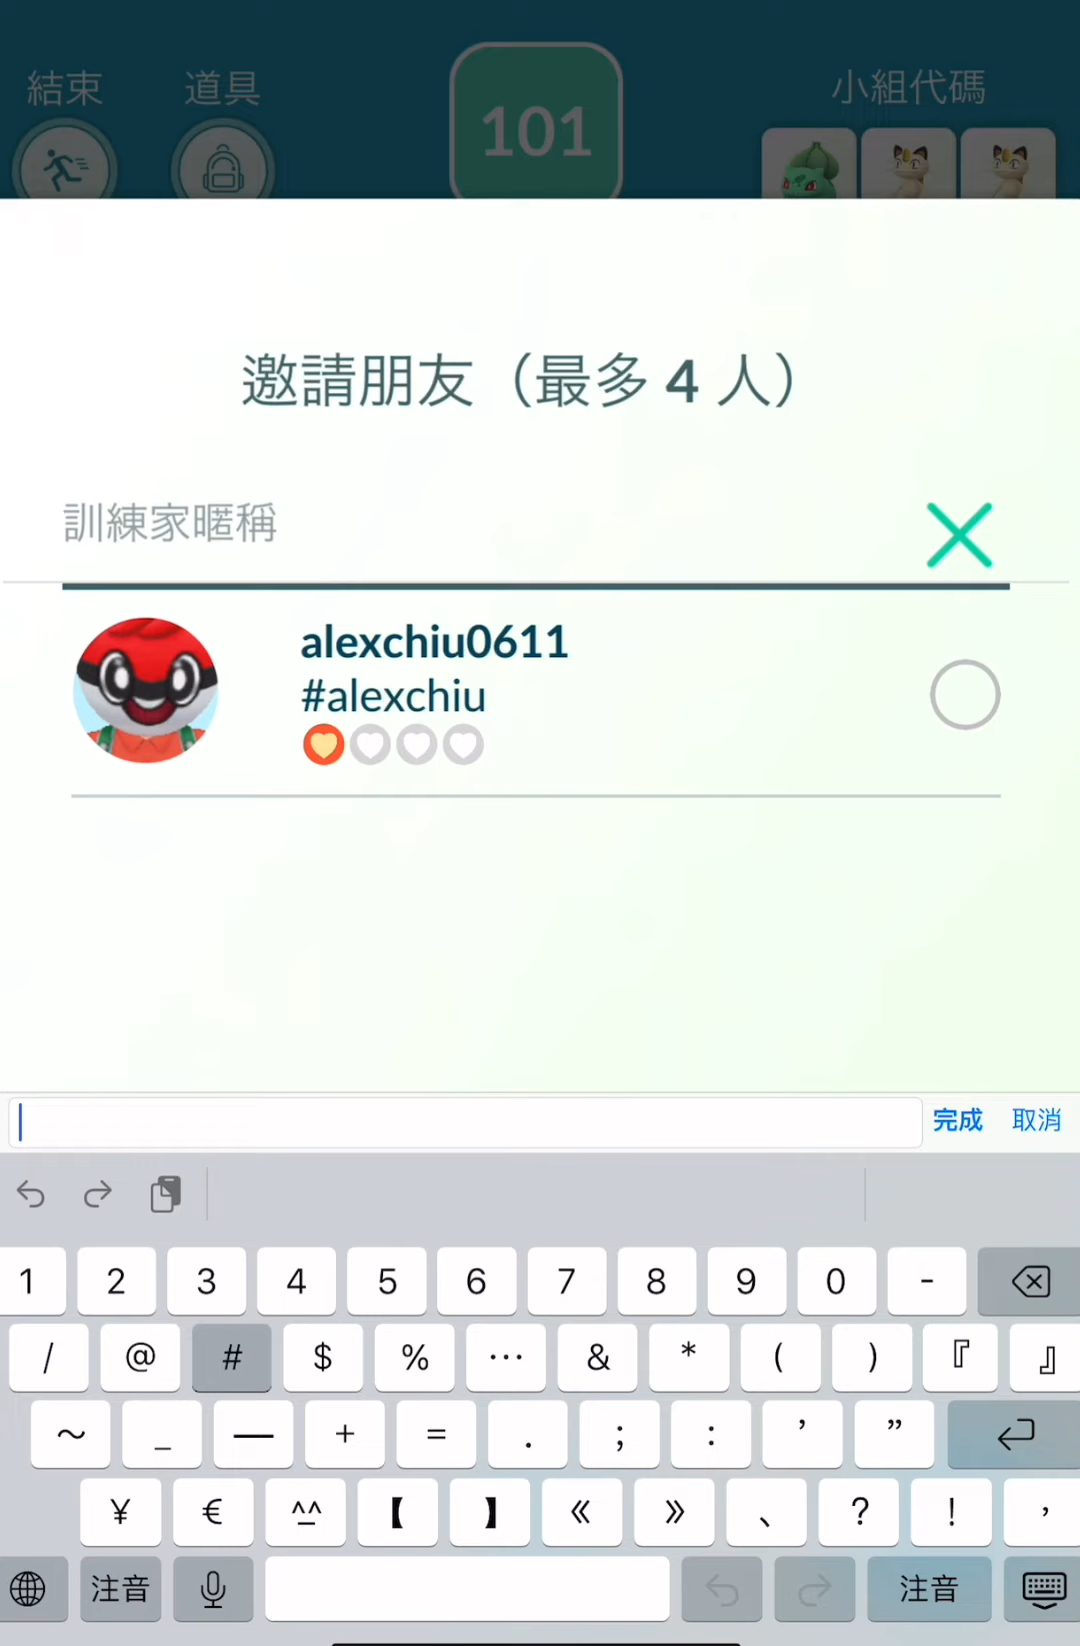 結束 道具 101 小組代碼
邀請朋友（最多 4 人）
訓練家暱稱
alexchiu0611
#alexchiu
完成 取消
1 2 3 4 5 6 7 8 9 0 -
/ @ # $ % … & * ( ) 『 』
～ _ — + = . ; : ’ ”
¥ € ^^ 【 】 « » 、 ? ! ,
注音 注音